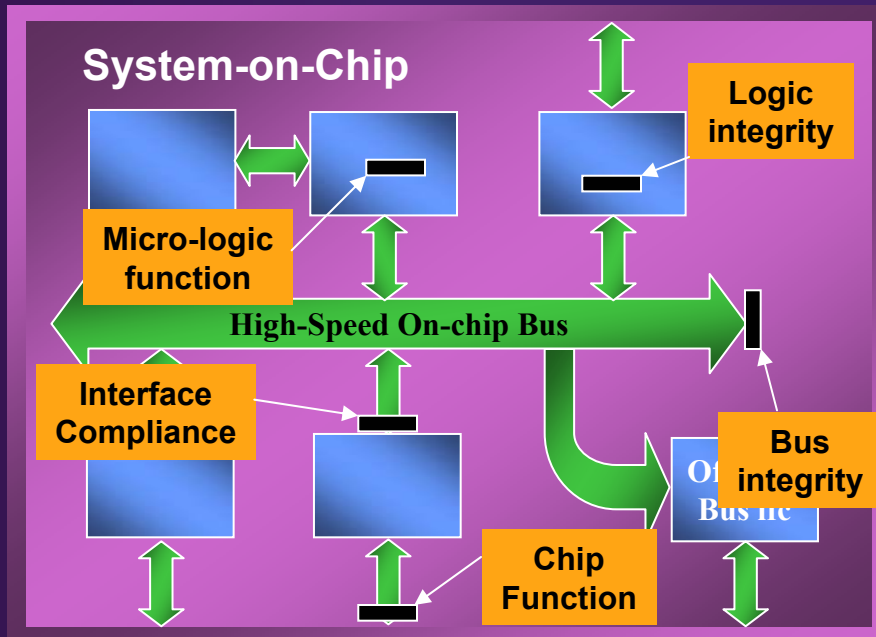 System-on-Chip
Logic
integrity
Micro-logic
function
High-Speed On-chip Bus
Interface
Compliance
Bus
integrity
Bus
Chip
Function